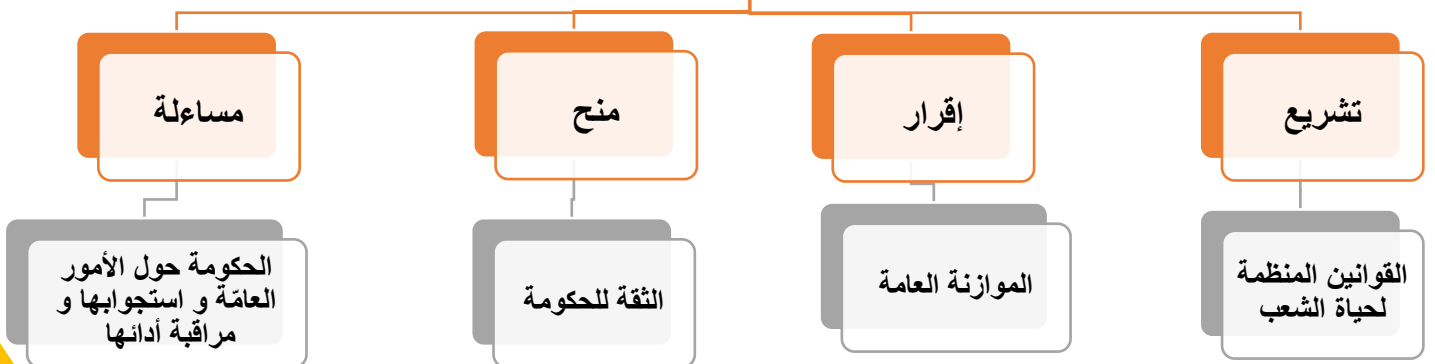 تشريع
إقرار
منح
مساءلة
القوانين المنظمة
لحياة الشعب
الموازنة العامة
الثقة للحكومة
الحكومة حول الأمور
العامّة و استجوابها و
مراقبة أدائها